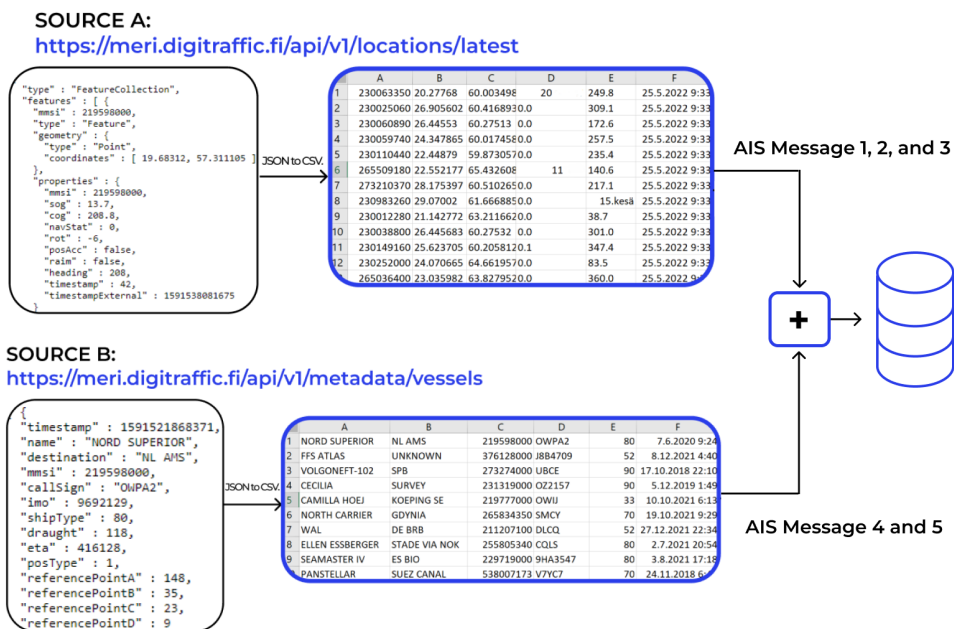 SOURCE A:
https://meri.digitraffic.fi/api/v1/locations/latest
"type" : "FeatureCollection",
"features" : [ {
"mmsi" : 219598000,
"type" : "Feature",
"geometry" : {
"type" : "Point",
"coordinates" : [ 19.68312, 57.311105 ]
},
"properties" : {
"mmsi" : 219598000,
"sog" : 13.7,
"cog" : 208.8,
"navStat" : 0,
"rot" : -6,
"posAcc" : false,
"raim" : false,
"heading" : 208,
"timestamp" : 42,
"timestampExternal" : 1591538081675
}
JSON to CSV.
A B C D E F
1 230063350 20.27768 60.003498 20 249.8 25.5.2022 9:33
2 230025060 26.905602 60.416893 0.0 309.1 25.5.2022 9:33
3 230060890 26.44553 60.27513 0.0 172.6 25.5.2022 9:33
4 230059740 24.347865 60.017458 0.0 257.5 25.5.2022 9:33
5 230110440 22.44879 59.873057 0.0 235.4 25.5.2022 9:33
6 265509180 22.552177 65.432608 11 140.6 25.5.2022 9:33
7 273210370 28.175397 60.510265 0.0 217.1 25.5.2022 9:33
8 230983260 29.07002 61.666885 0.0 15.kesä 25.5.2022 9:33
9 230012280 21.142772 63.211662 0.0 38.7 25.5.2022 9:33
10 230038800 26.445683 60.27532 0.0 301.0 25.5.2022 9:33
11 230149160 25.623705 60.205812 0.1 347.4 25.5.2022 9:33
12 230252000 24.070665 64.661957 0.0 83.5 25.5.2022 9:33
265036400 23.035982 63.827952 0.0 360.0 25.5.2022
AIS Message 1, 2, and 3
+
SOURCE B:
https://meri.digitraffic.fi/api/v1/metadata/vessels
{
"timestamp" : 1591521868371,
"name" : "NORD SUPERIOR",
"destination" : "NL AMS",
"mmsi" : 219598000,
"callSign" : "OWPA2",
"imo" : 9692129,
"shipType" : 80,
"draught" : 118,
"eta" : 416128,
"posType" : 1,
"referencePointA" : 148,
"referencePointB" : 35,
"referencePointC" : 23,
"referencePointD" : 9
JSON to CSV.
A B C D E F
1 NORD SUPERIOR NL AMS 219598000 OWPA2 80 7.6.2020 9:24
2 FFS ATLAS UNKNOWN 376128000 J8B4709 52 8.12.2021 4:40
3 VOLGONEFT-102 SPB 273274000 UBCE 90 17.10.2018 22:10
4 CECILIA SURVEY 231319000 OZ2157 90 5.12.2019 1:49
5 CAMILLA HOEJ KOEPING SE 219777000 OWIJ 33 10.10.2021 6:13
6 NORTH CARRIER GDYNIA 265834350 SMCY 70 19.10.2021 9:29
7 WAL DE BRB 211207100 DLCQ 52 27.12.2021 22:34
8 ELLEN ESSBERGER STADE VIA NOK 255805340 CQLS 80 2.7.2021 20:54
9 SEAMASTER IV ES BIO 229719000 9HA3547 80 3.8.2021 17:18
PANSTELLAR SUEZ CANAL 538007173 V7YC7 70 24.11.2018
AIS Message 4 and 5